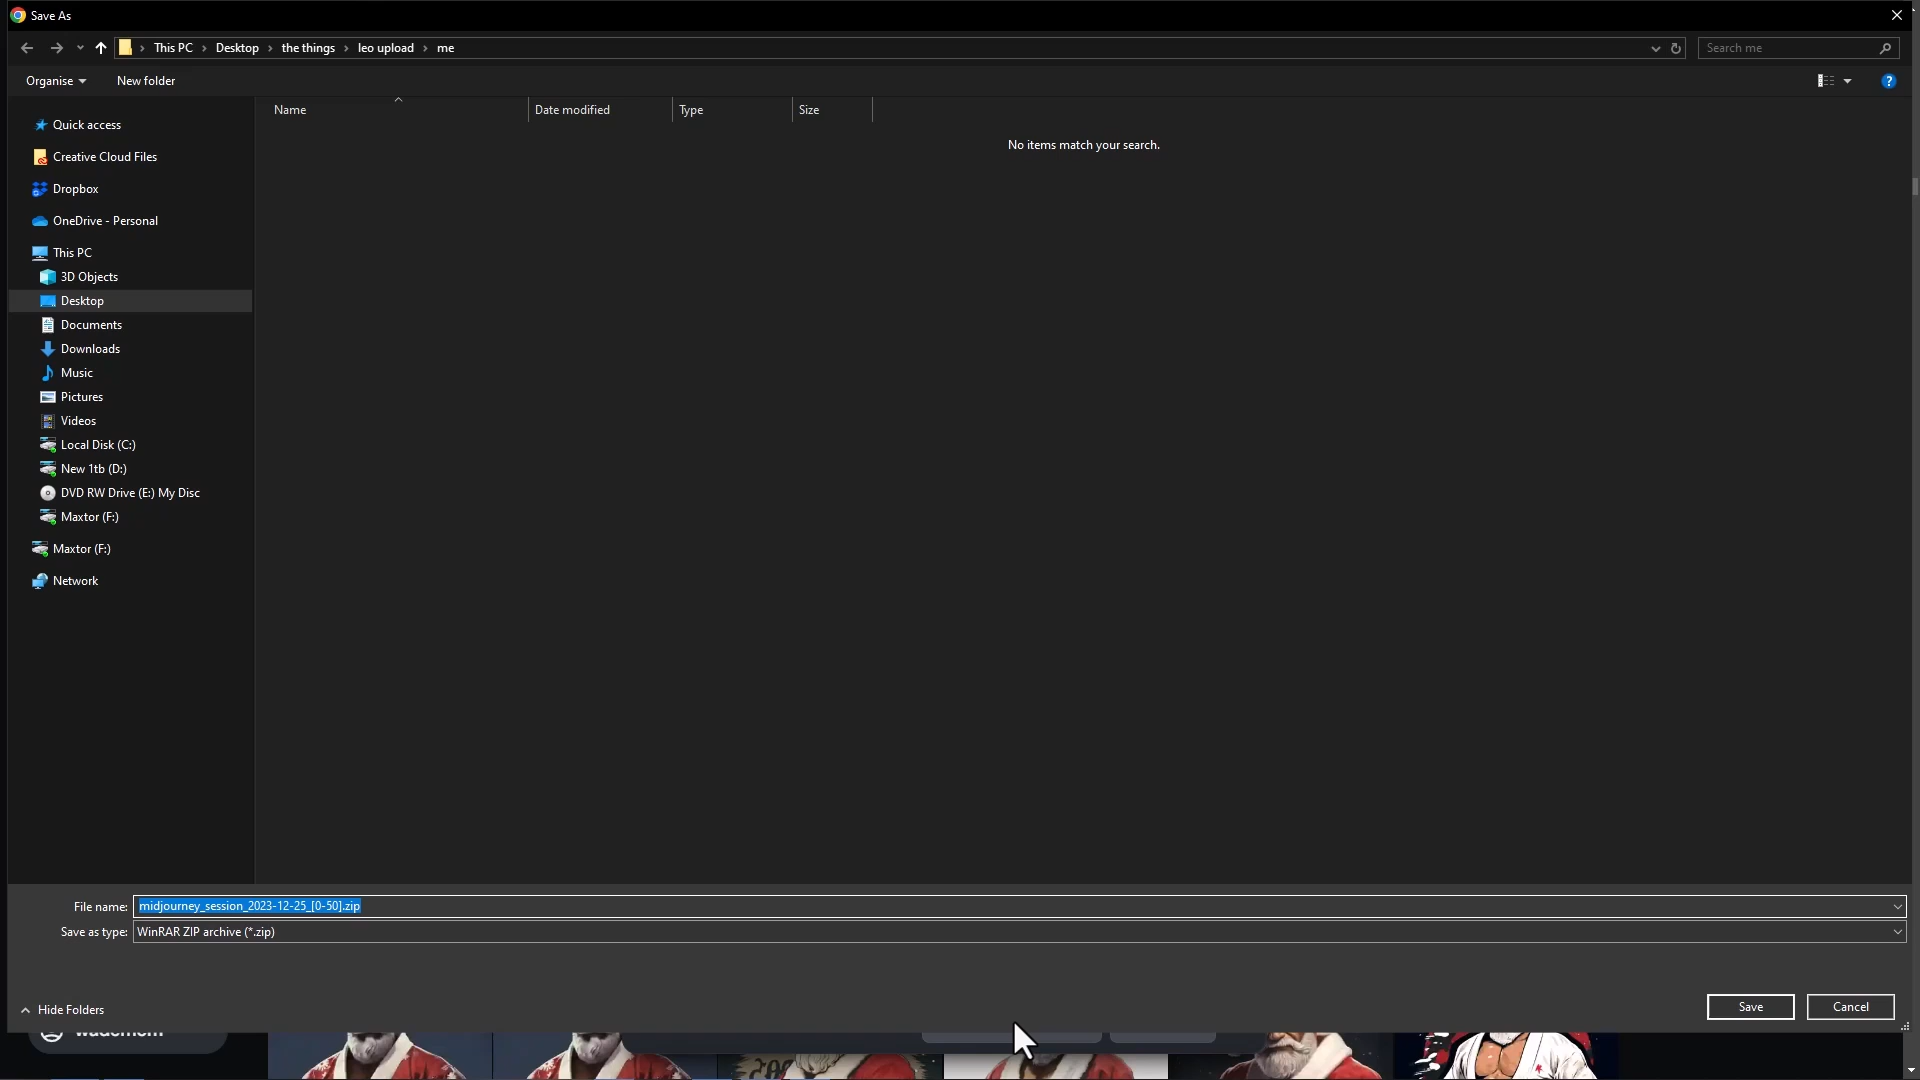 Save As
This PC > Desktop > the things > leo upload > me
Search me
Organise
New folder
Name
Date modified
Type
Size
No items match your search.
Quick access
Creative Cloud Files
Dropbox
OneDrive - Personal
This PC
3D Objects
Desktop
Documents
Downloads
Music
Pictures
Videos
Local Disk (C:)
New 1tb (D:)
DVD RW Drive (E:) My Disc
Maxtor (F:)
Maxtor (F:)
Network
File name: midjourney_session_2023-12-25_[0-50].zip
Save as type: WinRAR ZIP archive (*.zip)
Hide Folders
Save
Cancel